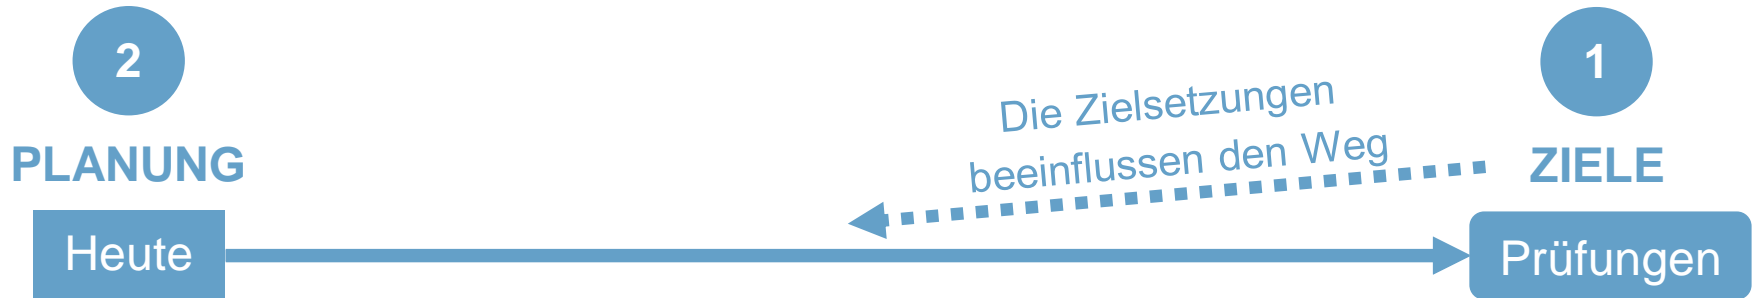 2
1
Die Zielsetzungen
beeinflussen den Weg
PLANUNG
ZIELE
Heute
Prüfungen